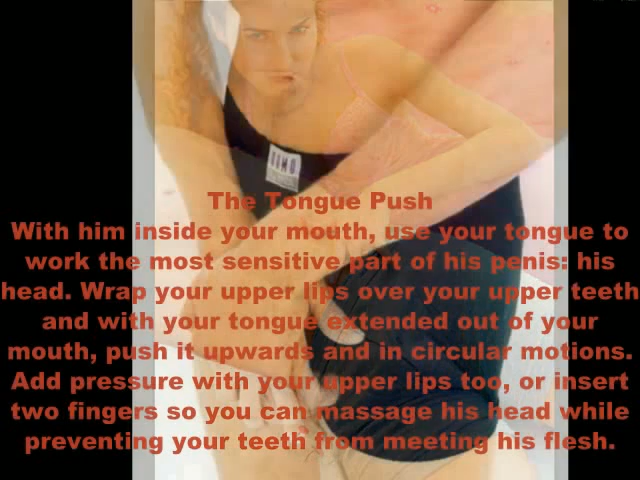 The Tongue Push
With him inside your mouth, use your tongue to
work the most sensitive part of his penis: his
head. Wrap your upper lips over your upper teeth
and with your tongue extended out of your
mouth, push it upwards and in circular motions.
Add pressure with your upper lips too, or insert
two fingers so you can massage his head while
preventing your teeth from meeting his flesh.